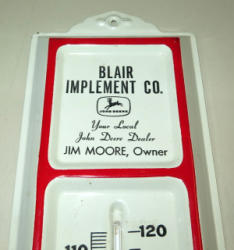 BLAIR
IMPLEMENT CO.
JOHN DEERE
Your Local
John Deere Dealer
JIM MOORE, Owner
120
110